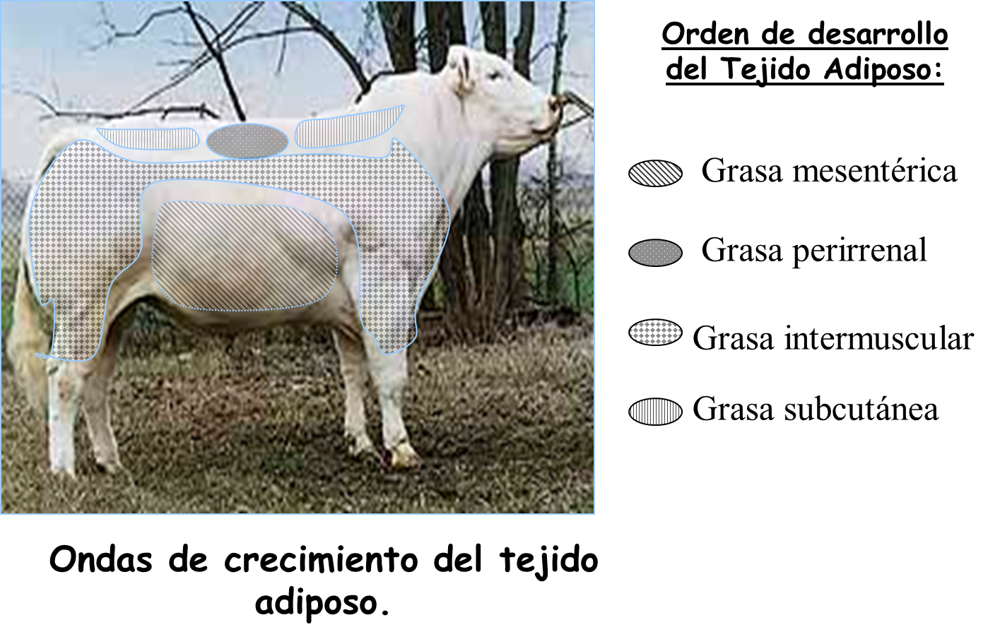 Orden de desarrollo
del Tejido Adiposo:
Grasa mesentérica
Grasa perirrenal
Grasa intermuscular
Grasa subcutánea
Ondas de crecimiento del tejido
adiposo.